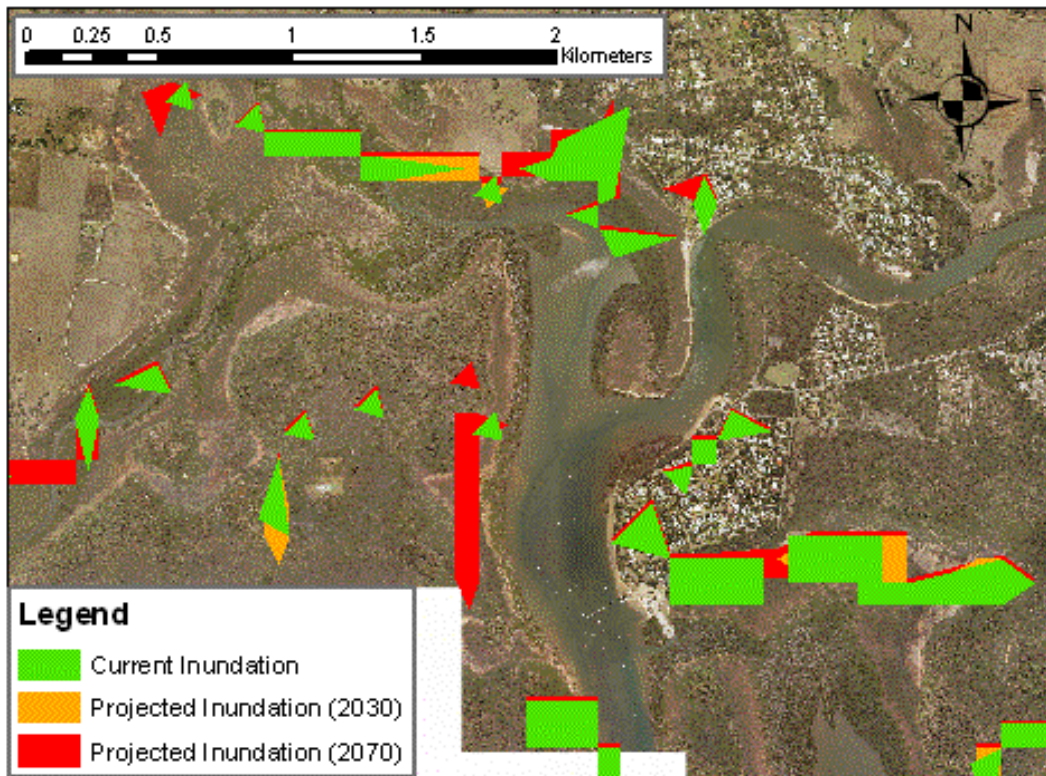 0 0.25 0.5 1 1.5 2
Kilometers
N
E
S
Legend
Current Inundation
Projected Inundation (2030)
Projected Inundation (2070)